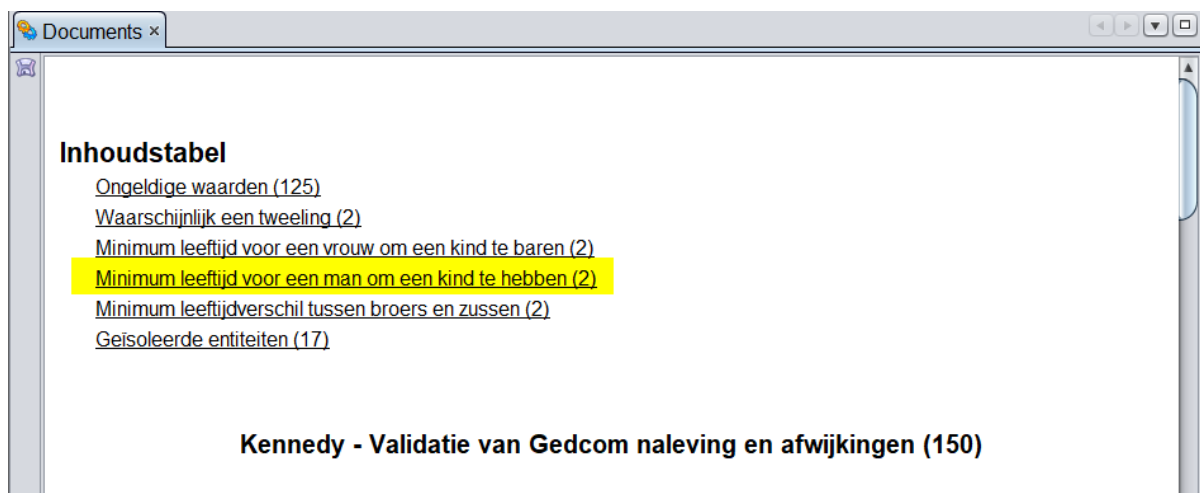 Documents ×
Inhoudstabel
Ongeldige waarden (125)
Waarschijnlijk een tweeling (2)
Minimum leeftijd voor een vrouw om een kind te baren (2)
Minimum leeftijd voor een man om een kind te hebben (2)
Minimum leeftijdverschil tussen broers en zussen (2)
Geïsoleerde entiteiten (17)
Kennedy - Validatie van Gedcom naleving en afwijkingen (150)